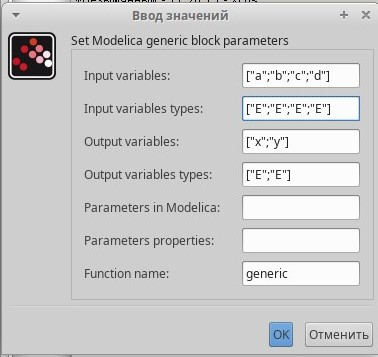 Ввод значений
Set Modelica generic block parameters
Input variables: ["a";"b";"c";"d"]
Input variables types: ["E";"E";"E";"E"]
Output variables: ["x";"y"]
Output variables types: ["E";"E"]
Parameters in Modelica:
Parameters properties:
Function name: generic
OK Отменить